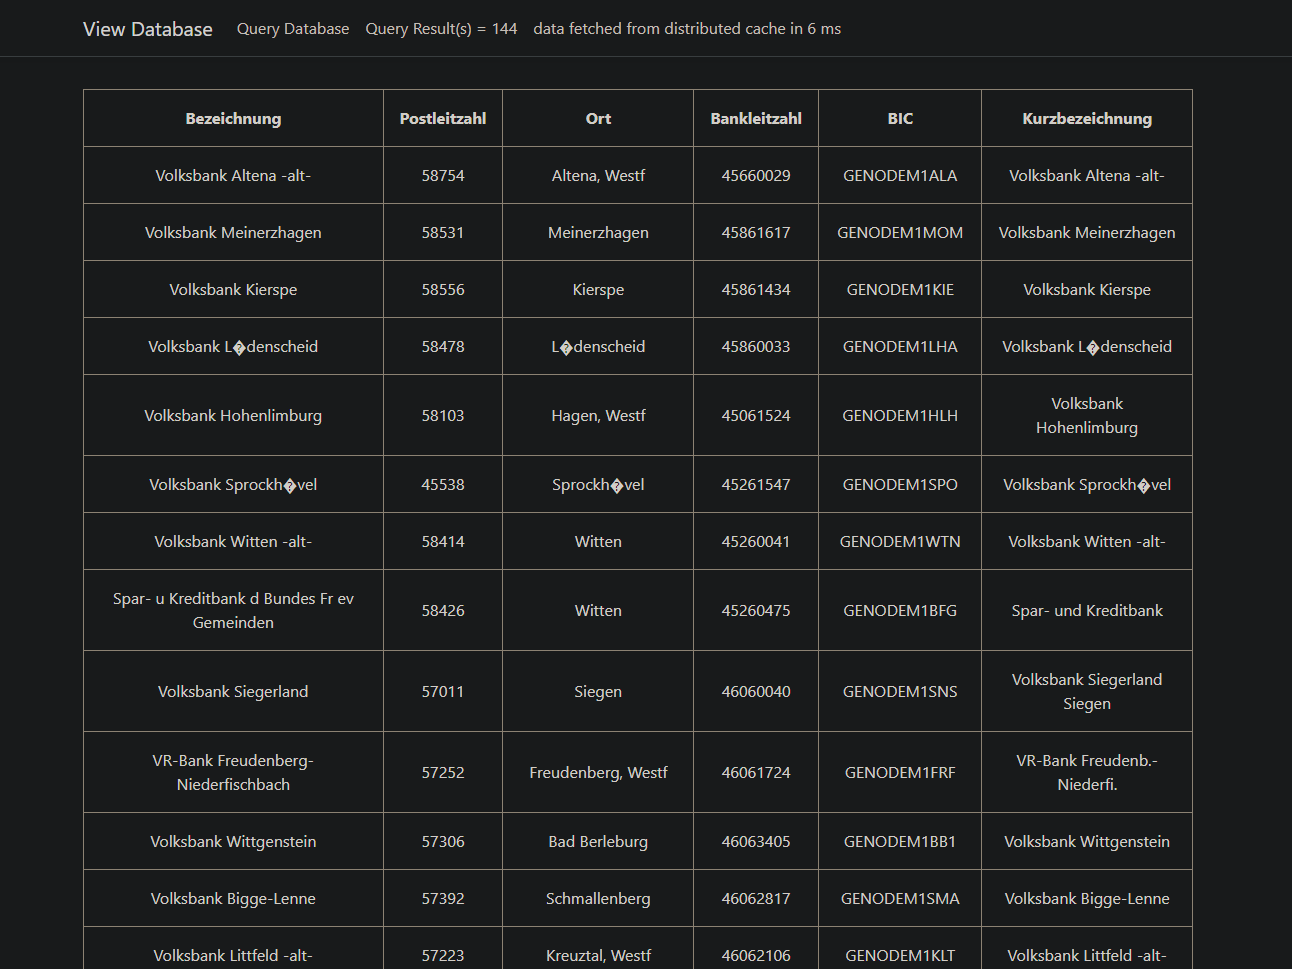 View Database Query Database Query Result(s) = 144 data fetched from distributed cache in 6 ms
Bezeichnung Postleitzahl Ort Bankleitzahl BIC Kurzbezeichnung
Volksbank Altena -alt- 58754 Altena, Westf 45660029 GENODEM1ALA Volksbank Altena -alt-
Volksbank Meinerzhagen 58531 Meinerzhagen 45861617 GENODEM1MOM Volksbank Meinerzhagen
Volksbank Kierspe 58556 Kierspe 45861434 GENODEM1KIE Volksbank Kierspe
Volksbank L�denscheid 58478 L�denscheid 45860033 GENODEM1LHA Volksbank L�denscheid
Volksbank Hohenlimburg 58103 Hagen, Westf 45061524 GENODEM1HLH Volksbank
Hohenlimburg
Volksbank Sprockh�vel 45538 Sprockh�vel 45261547 GENODEM1SPO Volksbank Sprockh�vel
Volksbank Witten -alt- 58414 Witten 45260041 GENODEM1WTN Volksbank Witten -alt-
Spar- u Kreditbank d Bundes Fr ev
Gemeinden 58426 Witten 45260475 GENODEM1BFG Spar- und Kreditbank
Volksbank Siegerland 57011 Siegen 46060040 GENODEM1SNS Volksbank Siegerland
Siegen
VR-Bank Freudenberg-
Niederfischbach 57252 Freudenberg, Westf 46061724 GENODEM1FRF VR-Bank Freudenb.-
Niederfi.
Volksbank Wittgenstein 57306 Bad Berleburg 46063405 GENODEM1BB1 Volksbank Wittgenstein
Volksbank Bigge-Lenne 57392 Schmallenberg 46062817 GENODEM1SMA Volksbank Bigge-Lenne
Volksbank Littfeld -alt- 57223 Kreuztal, Westf 46062106 GENODEM1KLT Volksbank Littfeld -alt-